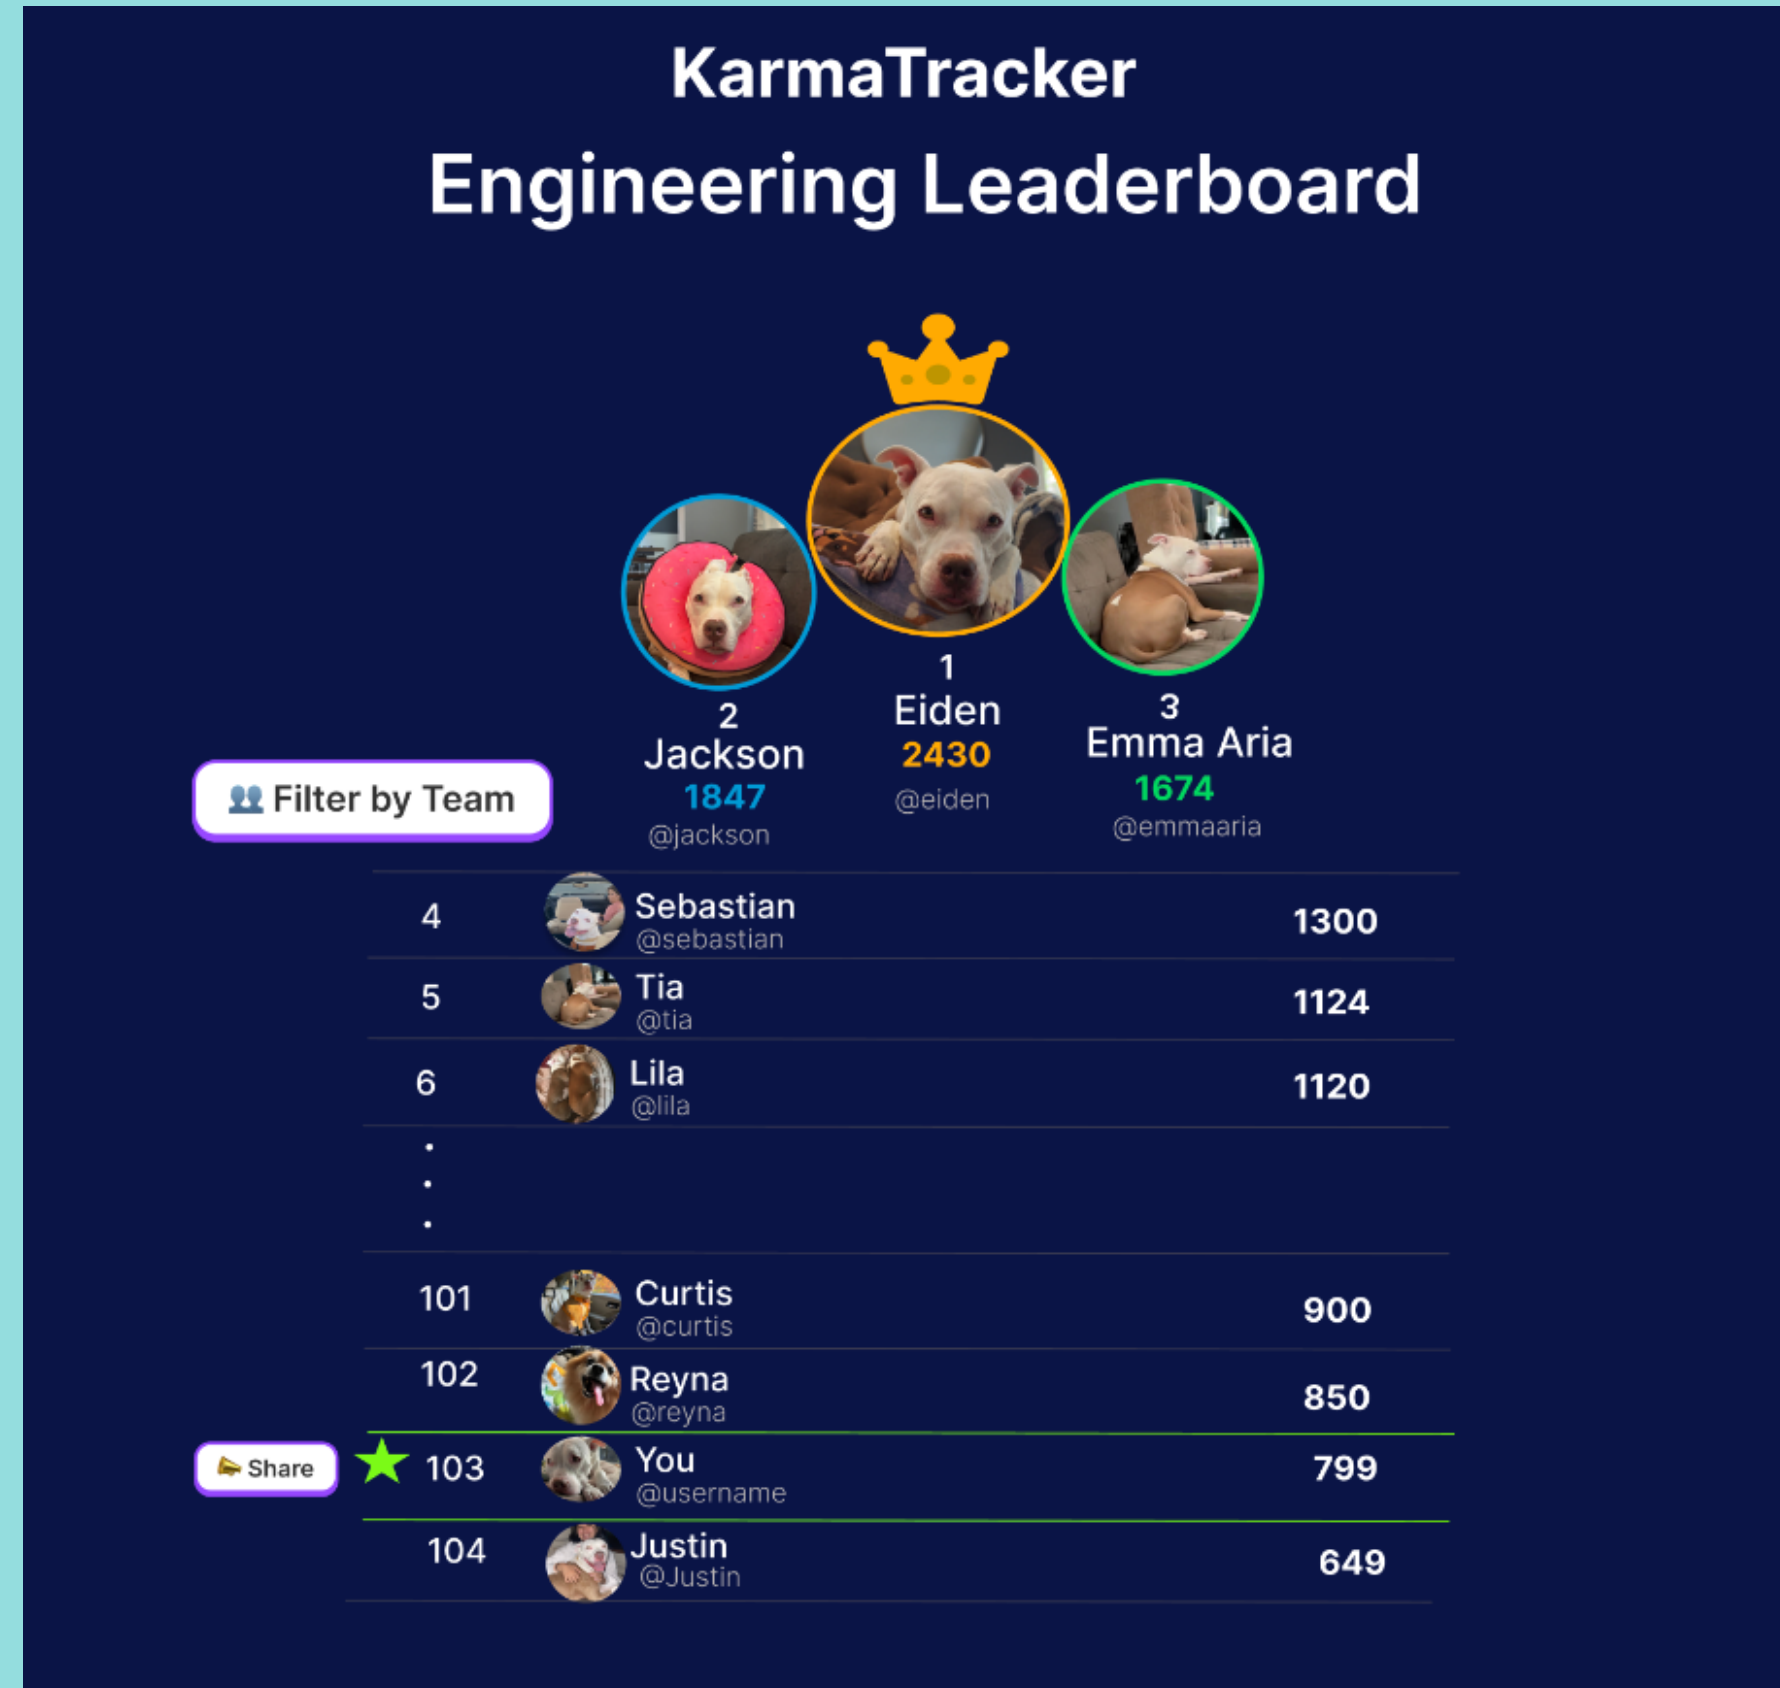 KarmaTracker
Engineering Leaderboard
1
Eiden
2430
@eiden
2
Jackson
1847
@jackson
3
Emma Aria
1674
@emmaaria
👥 Filter by Team
4 Sebastian 1300
@sebastian
5 Tia 1124
@tia
6 Lila 1120
@lila
.
.
.
101 Curtis 900
@curtis
102 Reyna 850
@reyna
Share 103 You 799
@username
104 Justin 649
@Justin